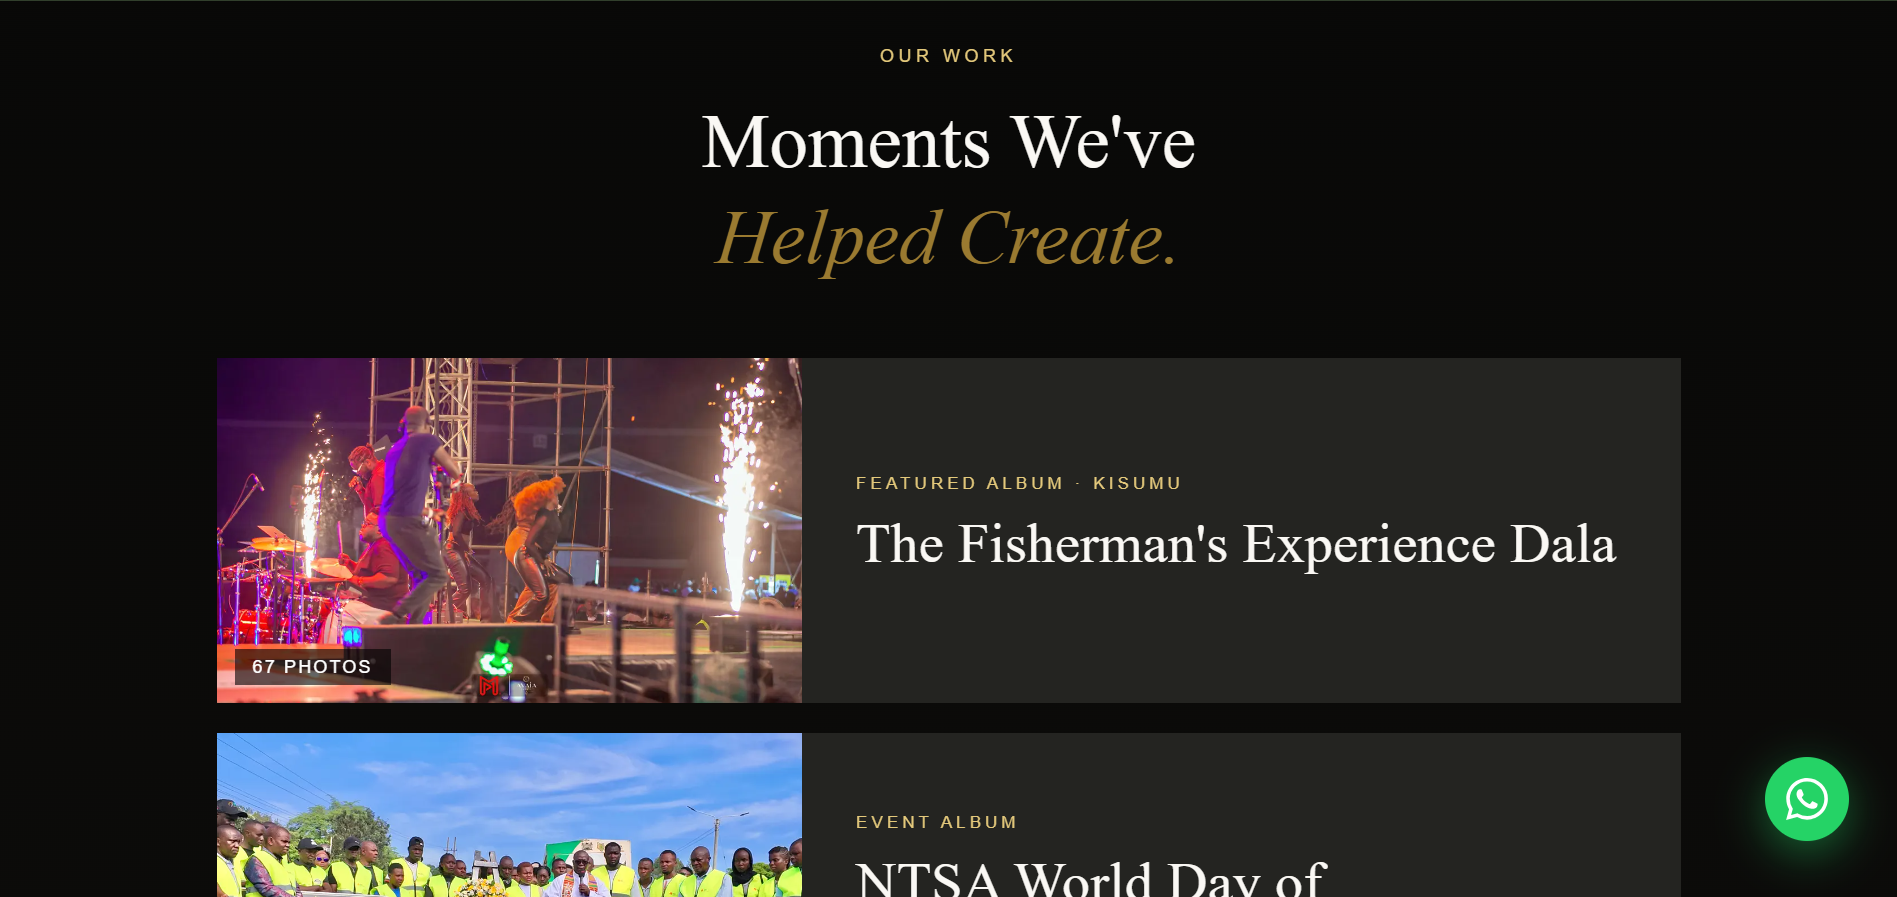 OUR WORK
Moments We've
Helped Create.
FEATURED ALBUM · KISUMU
The Fisherman's Experience Dala
67 PHOTOS
EVENT ALBUM
NTSA World Day of